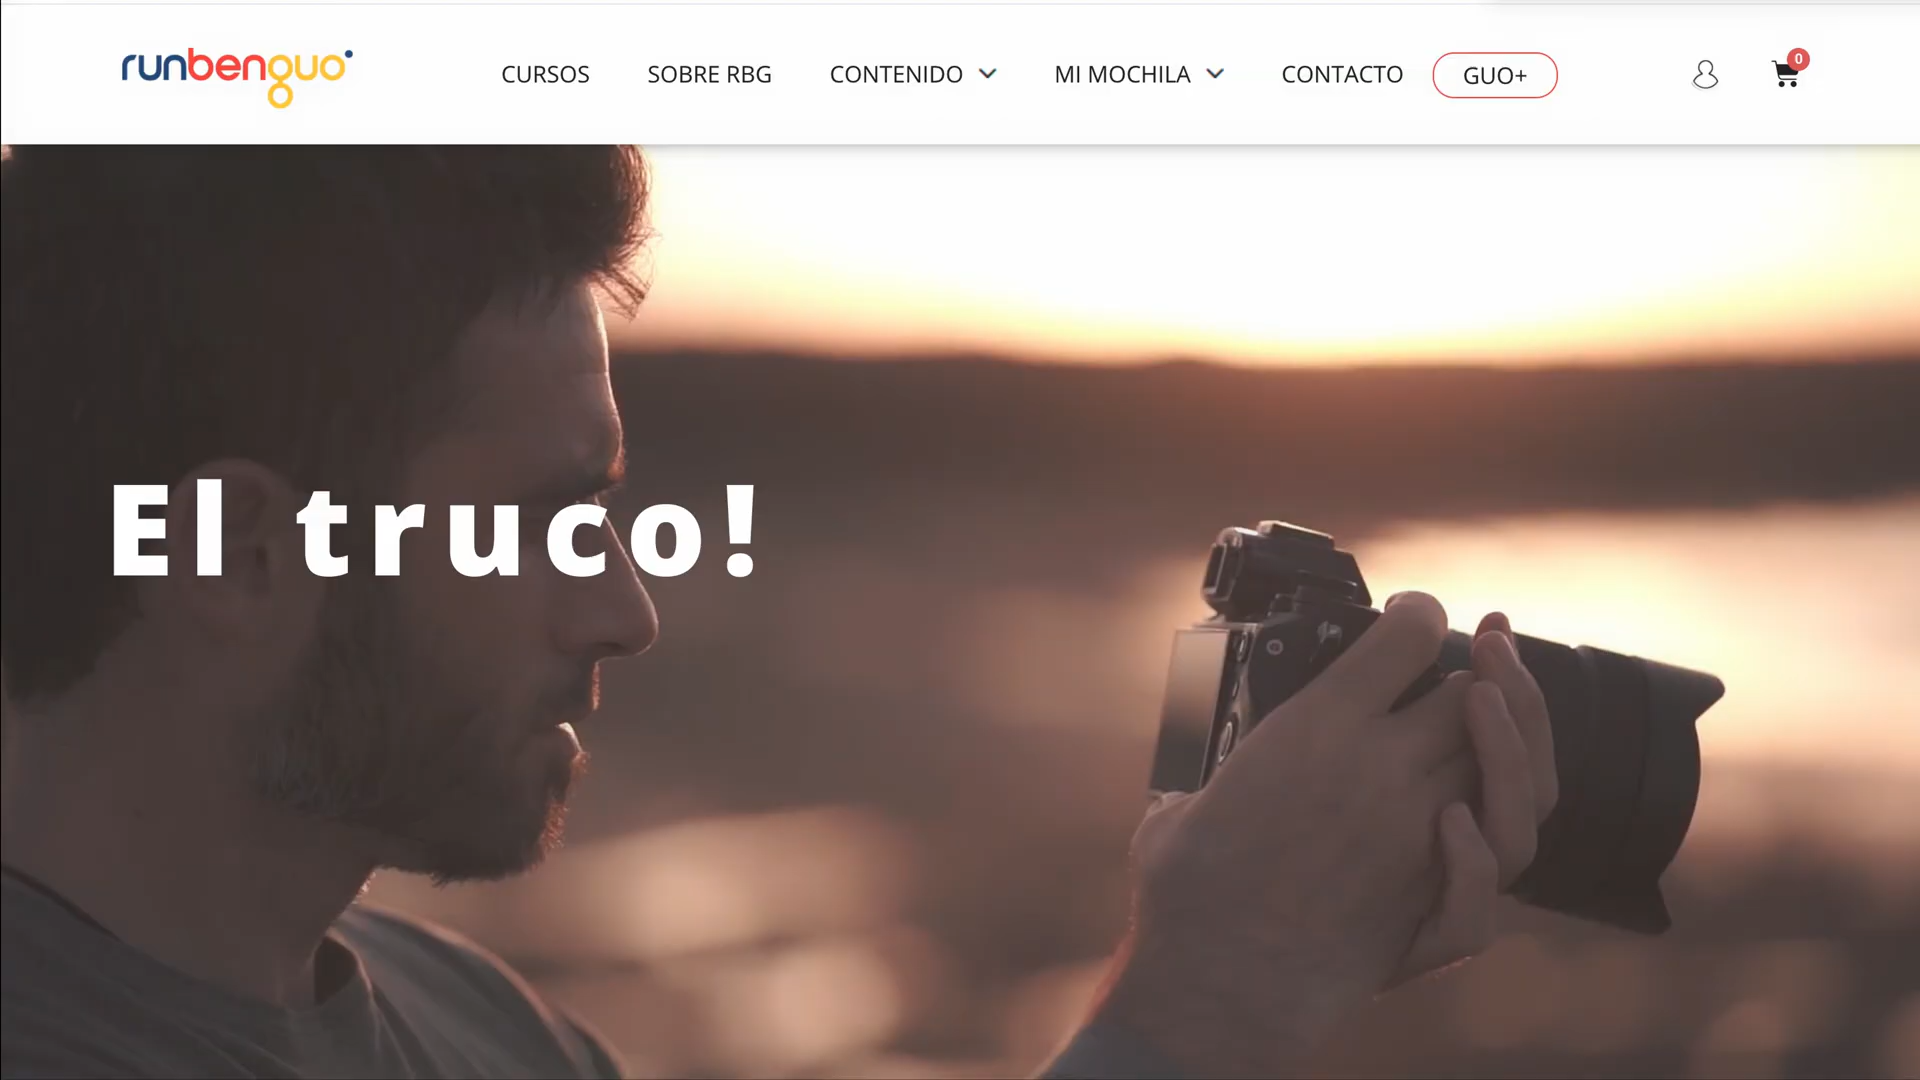 runbenguo
CURSOS
SOBRE RBG
CONTENIDO
MI MOCHILA
CONTACTO
GUO+
0
El truco!